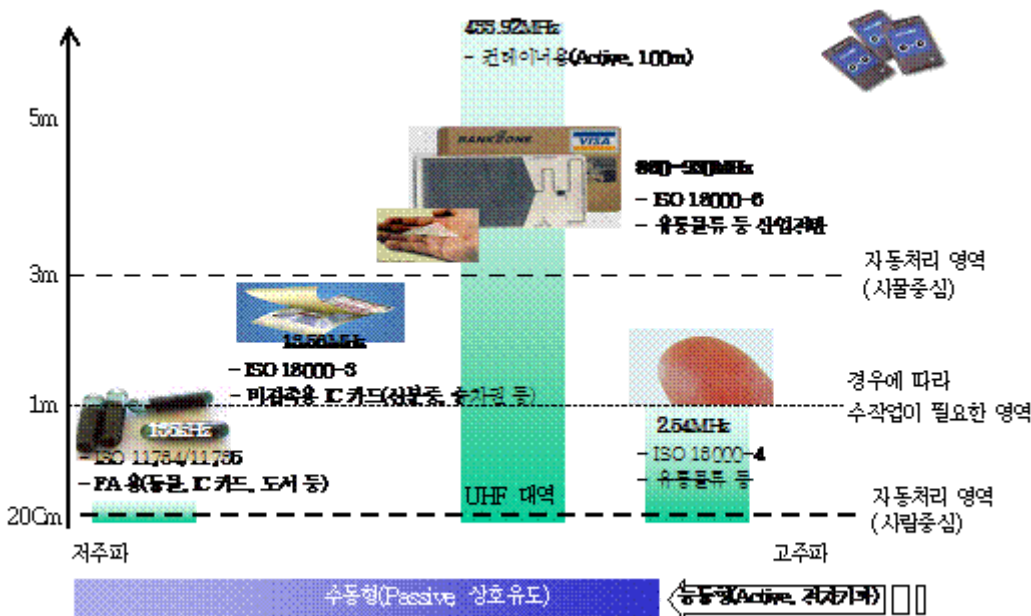 433.92MHz
- 컨테이너용(Active, 100m)
5m
BANK ONE
VISA
860-930MHz
- ISO 18000-6
- 유통물류 등 산업전반
3m
자동처리 영역
(사물중심)
13.56MHz
- ISO 18000-3
- 비접촉용 IC 카드(신분증, 승차권 등)
경우에 따라
1m
수작업이 필요한 영역
2.54MHz
- ISO 11784/11785
- ISO 18000-4
- FA 용(동물, IC 카드, 도서 등)
- 유통물류 등
UHF 대역
20Cm
자동처리 영역
(사람중심)
저주파
고주파
수동형(Passive, 상호유도)
능동형(Active, 전자기파)